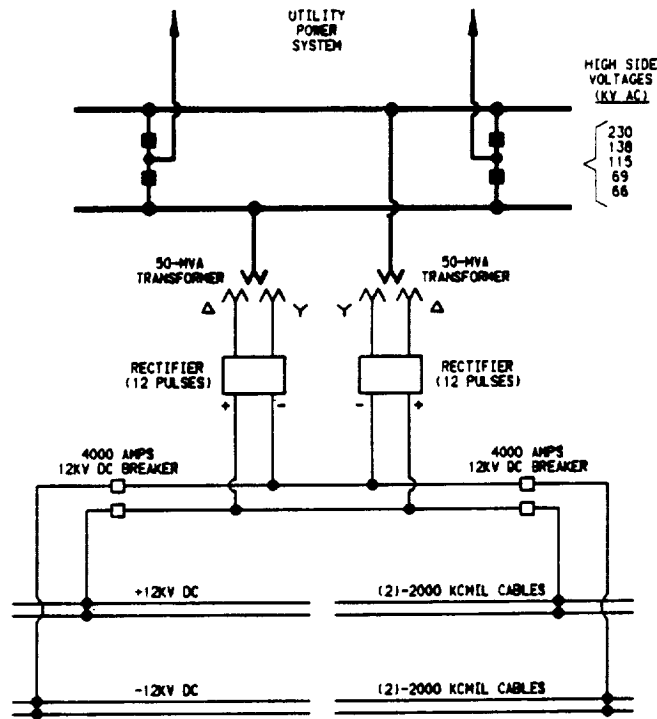 UTILITY
POWER
SYSTEM
HIGH SIDE
VOLTAGES
(KV AC)
230
138
115
69
66
50-MVA
TRANSFORMER
50-MVA
TRANSFORMER
Δ
Y
Y
Δ
RECTIFIER
(12 PULSES)
RECTIFIER
(12 PULSES)
+
-
-
+
4000 AMPS
12KV DC BREAKER
4000 AMPS
12KV DC BREAKER
+12KV DC
(2)-2000 KCMIL CABLES
-12KV DC
(2)-2000 KCMIL CABLES